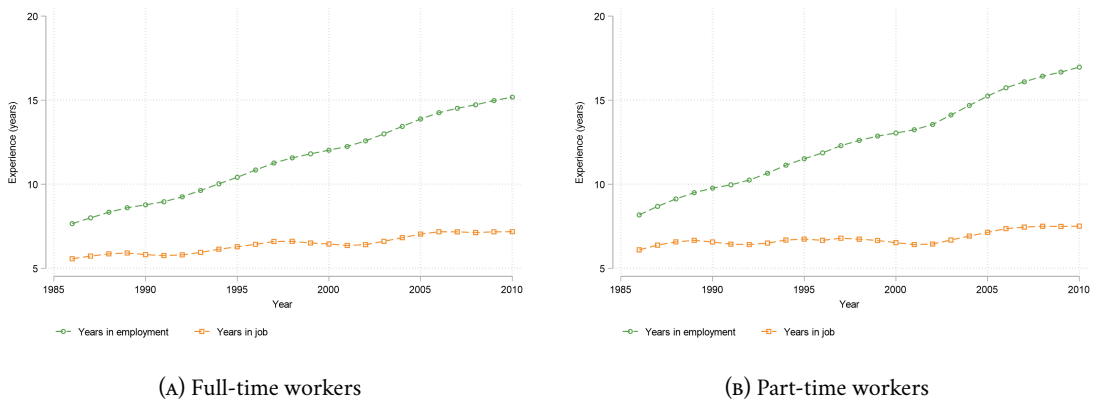 20
15
10
5
Experience (years)
1985 1990 1995 2000 2005 2010
Year
Years in employment Years in job
(A) Full-time workers
20
15
10
5
Experience (years)
1985 1990 1995 2000 2005 2010
Year
Years in employment Years in job
(B) Part-time workers